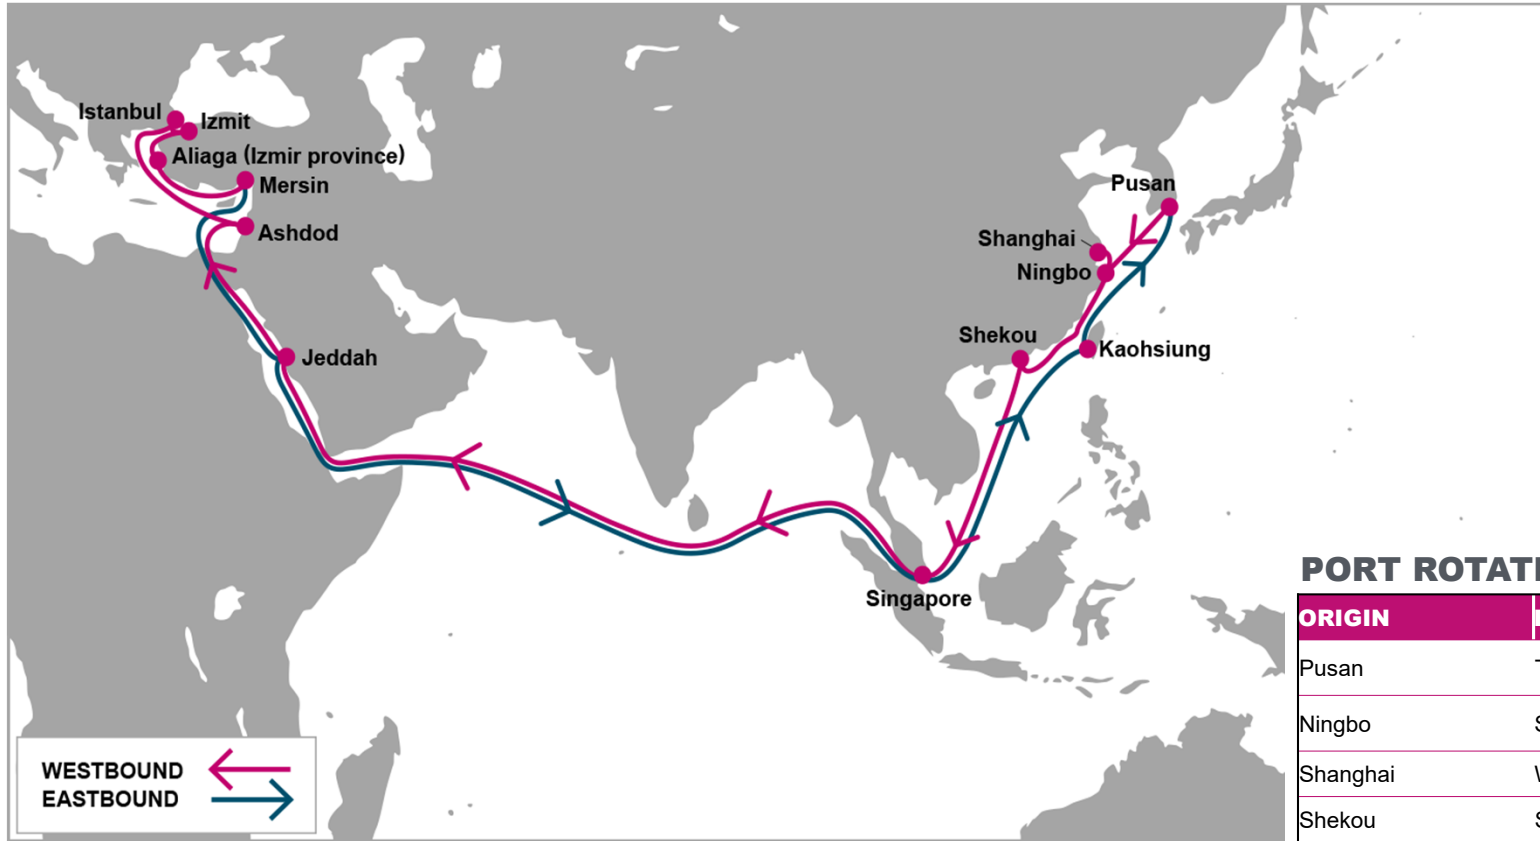 Istanbul
Izmit
Aliaga (Izmir province)
Mersin
Ashdod
Jeddah
Pusan
Shanghai
Ningbo
Shekou
Kaohsiung
Singapore
WESTBOUND
EASTBOUND
PORT ROTATI
ORIGIN
Pusan
Ningbo
Shanghai
Shekou